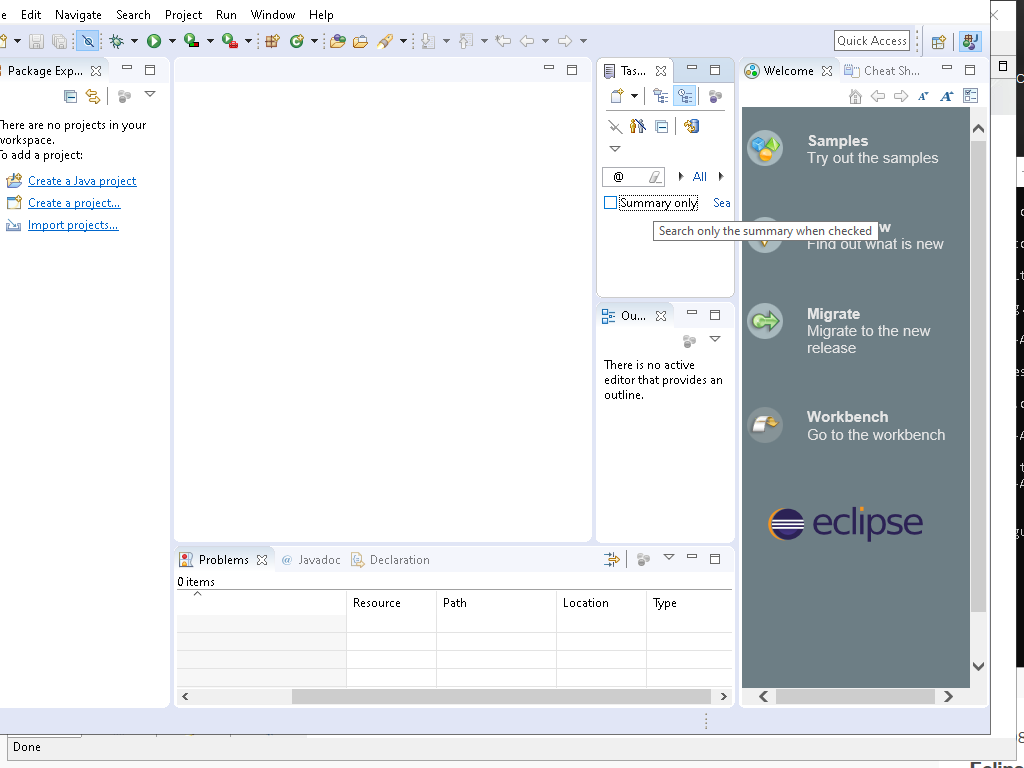 Edit Navigate Search Project Run Window Help
Quick Access
Package Exp...
There are no projects in your
workspace.
To add a project:
Create a Java project
Create a project...
Import projects...
Tas...
@
All
Summary only
Sea
Search only the summary when checked
Ou...
There is no active
editor that provides an
outline.
Welcome
Cheat Sh...
Samples
Try out the samples
Find out what is new
Migrate
Migrate to the new
release
Workbench
Go to the workbench
eclipse
Problems
@ Javadoc
Declaration
0 items
Resource Path Location Type
Done